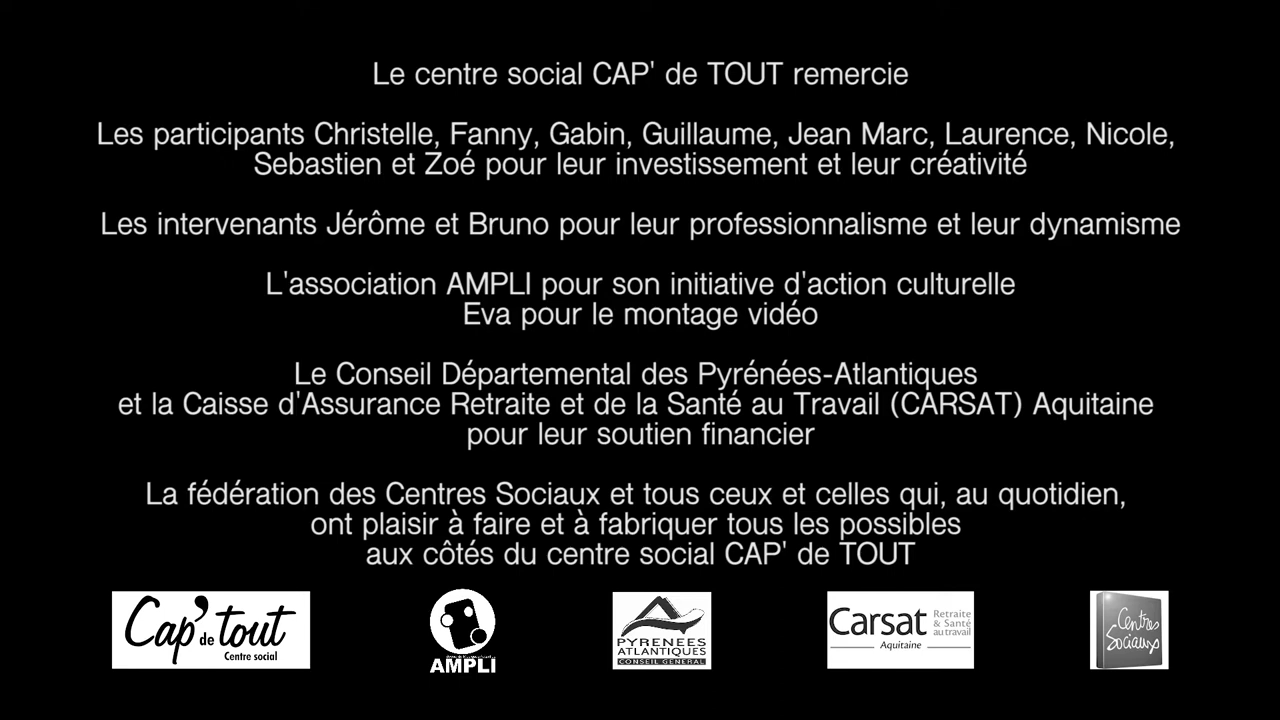 Le centre social CAP' de TOUT remercie
Les participants Christelle, Fanny, Gabin, Guillaume, Jean Marc, Laurence, Nicole,
Sebastien et Zoé pour leur investissement et leur créativité
Les intervenants Jérôme et Bruno pour leur professionnalisme et leur dynamisme
L'association AMPLI pour son initiative d'action culturelle
Eva pour le montage vidéo
Le Conseil Départemental des Pyrénées-Atlantiques
et la Caisse d'Assurance Retraite et de la Santé au Travail (CARSAT) Aquitaine
pour leur soutien financier
La fédération des Centres Sociaux et tous ceux et celles qui, au quotidien,
ont plaisir à faire et à fabriquer tous les possibles
aux côtés du centre social CAP' de TOUT
Cap' de tout
Centre social
AMPLI
PYRENEES
ATLANTIQUES
CONSEIL GENERAL
Carsat
Retraite
& Santé
au travail
Aquitaine
Centres
Sociaux